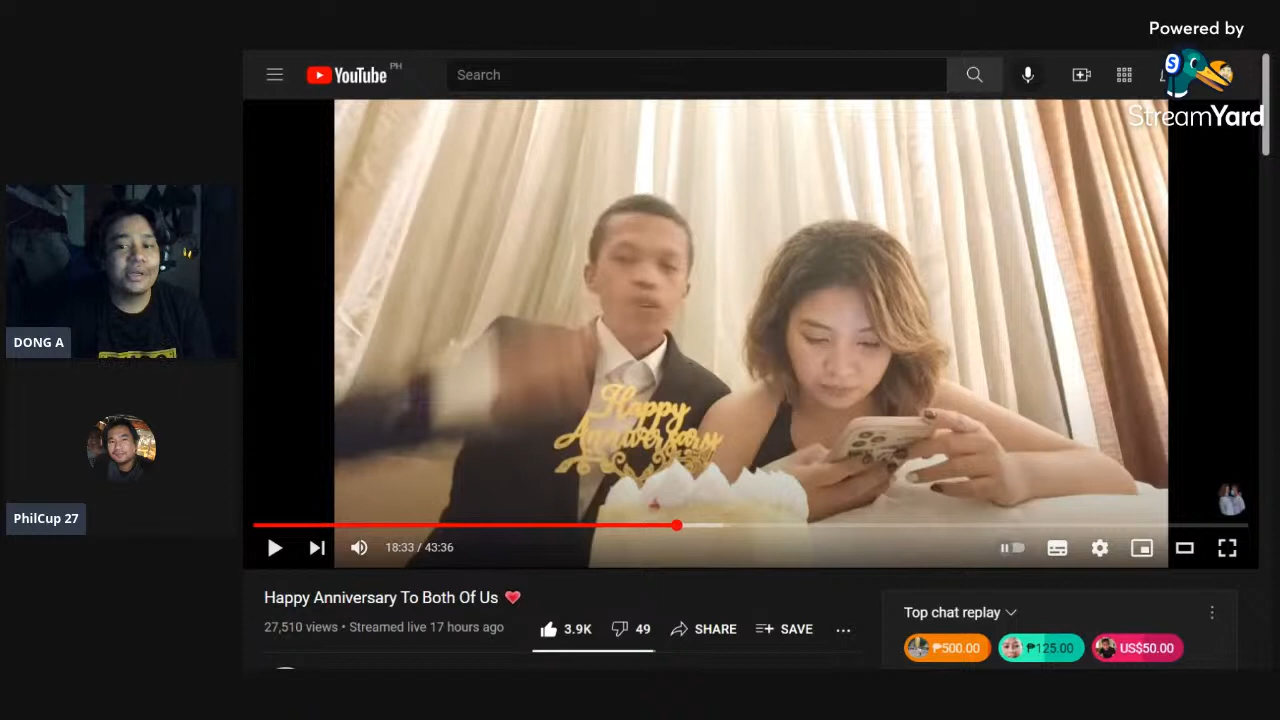 Powered by
StreamYard
YouTube PH
Search
DONG A
PhilCup 27
Happy
Anniversary
18:33 / 43:36
Happy Anniversary To Both Of Us
27,510 views • Streamed live 17 hours ago
3.9K
49
SHARE
SAVE
Top chat replay
₱500.00
₱125.00
US$50.00